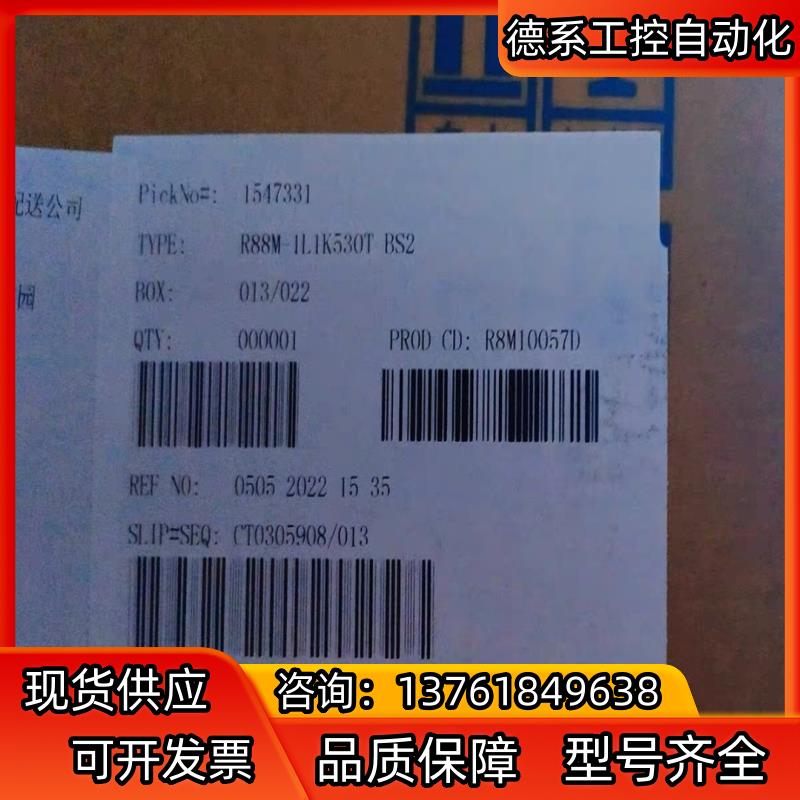 德系工控自动化
配送公司
园
PickNo#: 1547331
TYPE: R88M-1L1K530T BS2
BOX: 013/022
QTY: 000001 PROD CD: R8M10057D
REF NO: 0505 2022 15 35
SLIP#SEQ: CT0305908/013
现货供应 咨询：13761849638
可开发票 品质保障 型号齐全